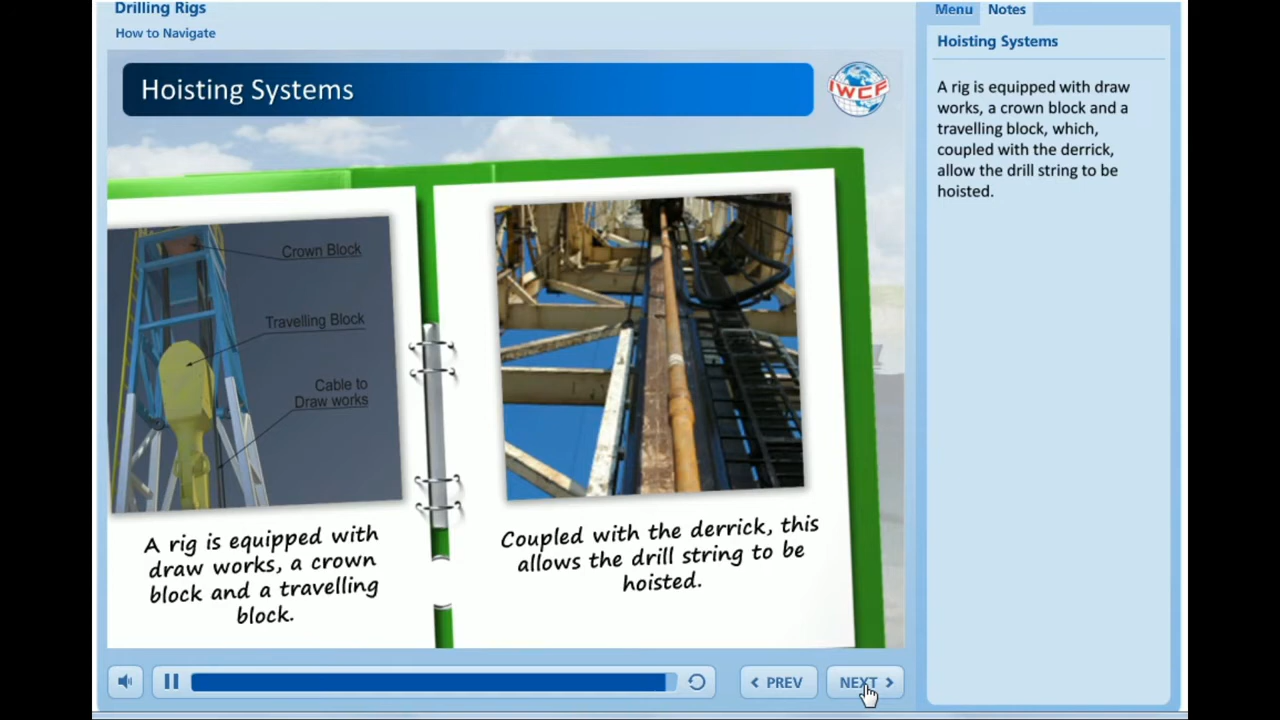 Drilling Rigs
How to Navigate
Menu
Notes
Hoisting Systems
IWCF
Crown Block
Travelling Block
Cable to
Draw works
A rig is equipped with
draw works, a crown
block and a travelling
block.
Coupled with the derrick, this
allows the drill string to be
hoisted.
PREV
NEXT
Hoisting Systems
A rig is equipped with draw
works, a crown block and a
travelling block, which,
coupled with the derrick,
allow the drill string to be
hoisted.